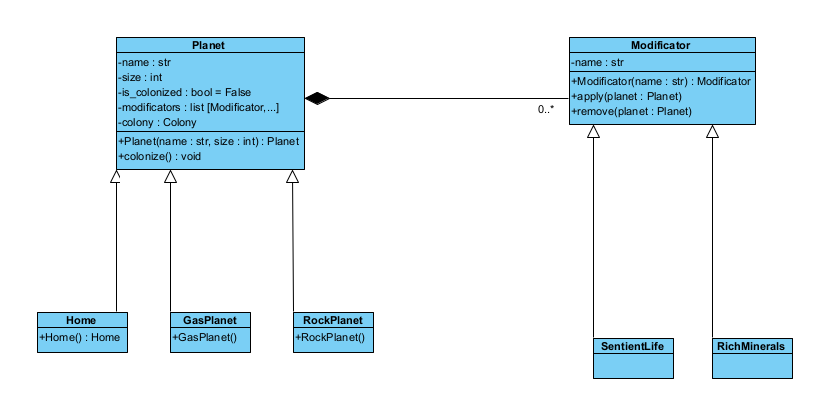 Planet
-name : str
-size : int
-is_colonized : bool = False
-modificators : list [Modificator,...]
-colony : Colony
+Planet(name : str, size : int) : Planet
+colonize() : void
Modificator
-name : str
+Modificator(name : str) : Modificator
+apply(planet : Planet)
+remove(planet : Planet)
0..*
Home
+Home() : Home
GasPlanet
+GasPlanet()
RockPlanet
+RockPlanet()
SentientLife
RichMinerals